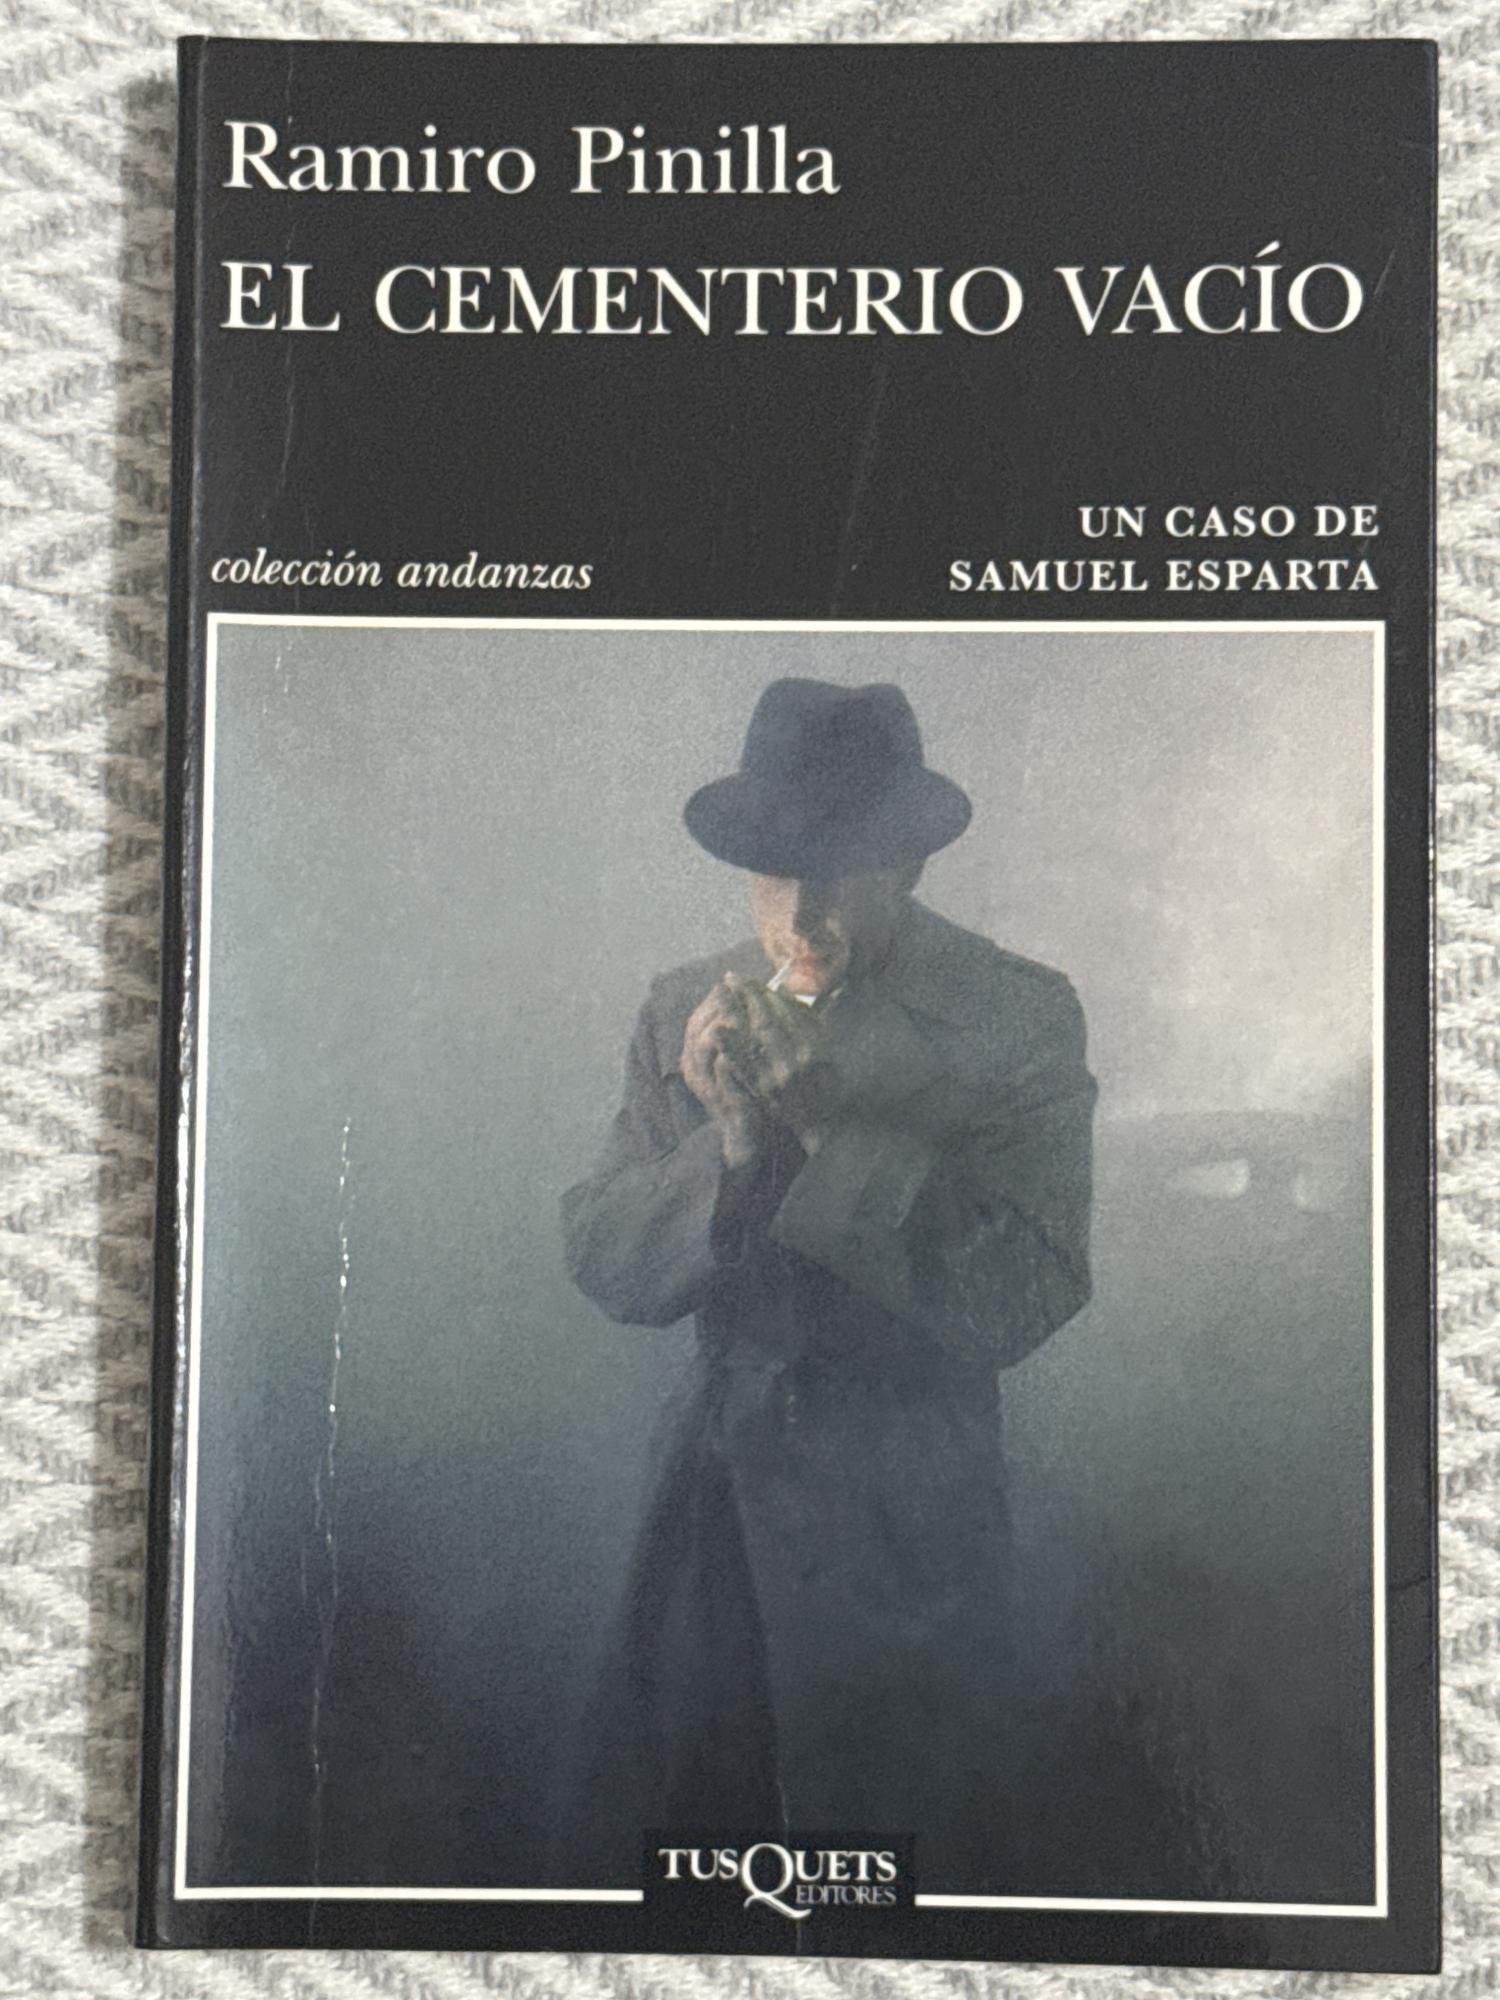 Ramiro Pinilla
EL CEMENTERIO VACÍO
UN CASO DE
SAMUEL ESPARTA
colección andanzas
TUSQUETS
EDITORES